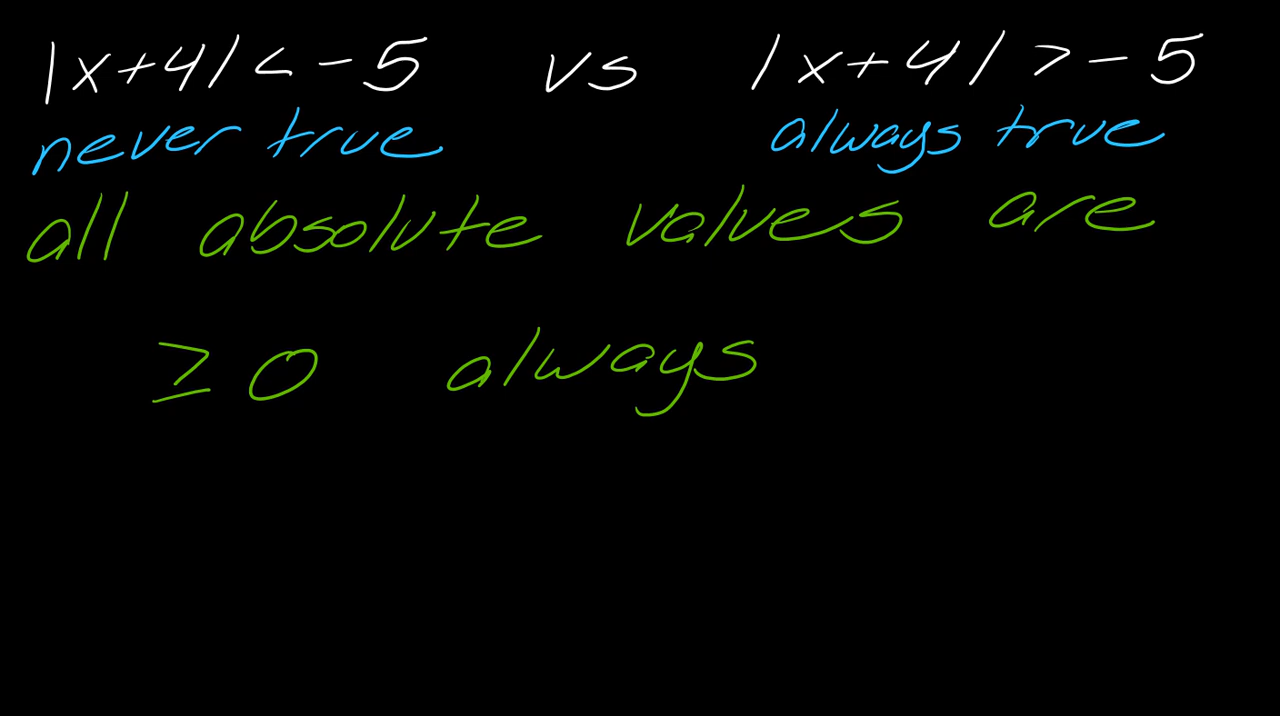 |x+4| < -5 vs |x+4| > -5
never true always true
all absolute values are
≥ 0 always